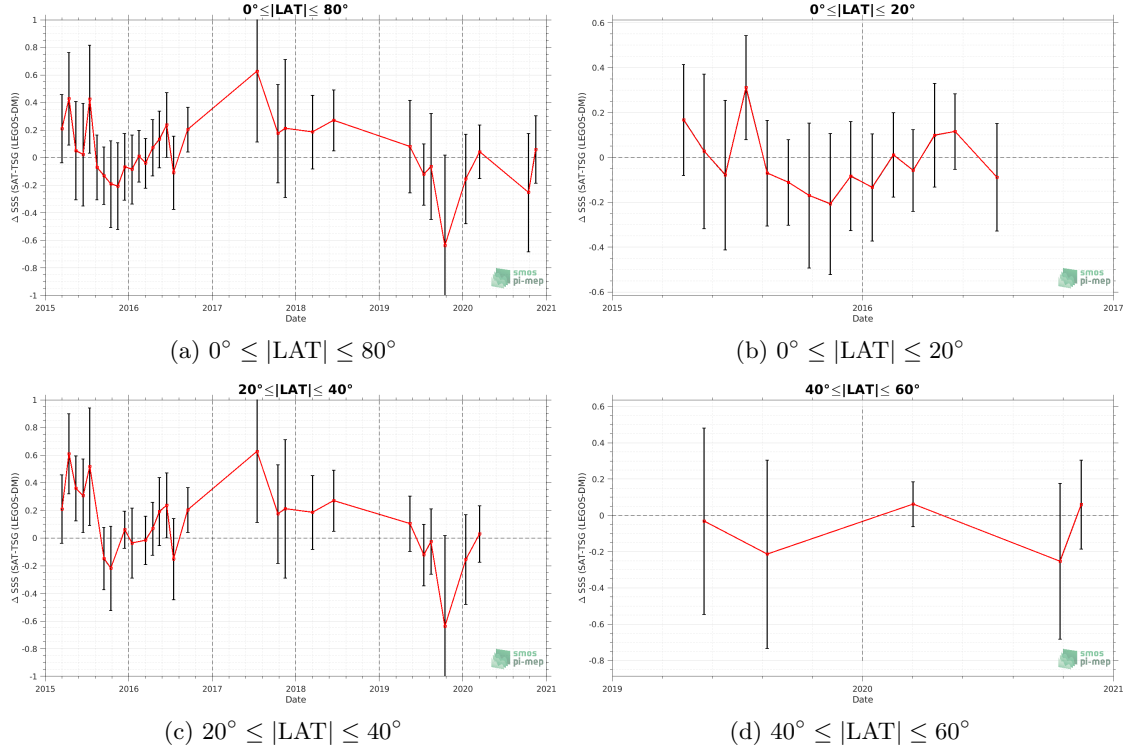 0°≤|LAT|≤ 80°
Δ SSS (SAT-TSG (LEGOS-DM))
1
0.8
0.6
0.4
0.2
0
-0.2
-0.4
-0.6
-0.8
-1
2015 2016 2017 2018 2019 2020 2021
Date
smos
pi-mep
(a) 0° ≤ |LAT| ≤ 80°
0°≤|LAT|≤ 20°
Δ SSS (SAT-TSG (LEGOS-DM))
0.6
0.4
0.2
0
-0.2
-0.4
-0.6
2015 2016 2017
Date
smos
pi-mep
(b) 0° ≤ |LAT| ≤ 20°
20°≤|LAT|≤ 40°
Δ SSS (SAT-TSG (LEGOS-DM))
1
0.8
0.6
0.4
0.2
0
-0.2
-0.4
-0.6
-0.8
-1
2015 2016 2017 2018 2019 2020 2021
Date
smos
pi-mep
(c) 20° ≤ |LAT| ≤ 40°
40°≤|LAT|≤ 60°
Δ SSS (SAT-TSG (LEGOS-DM))
0.6
0.4
0.2
0
-0.2
-0.4
-0.6
-0.8
2019 2020 2021
Date
smos
pi-mep
(d) 40° ≤ |LAT| ≤ 60°